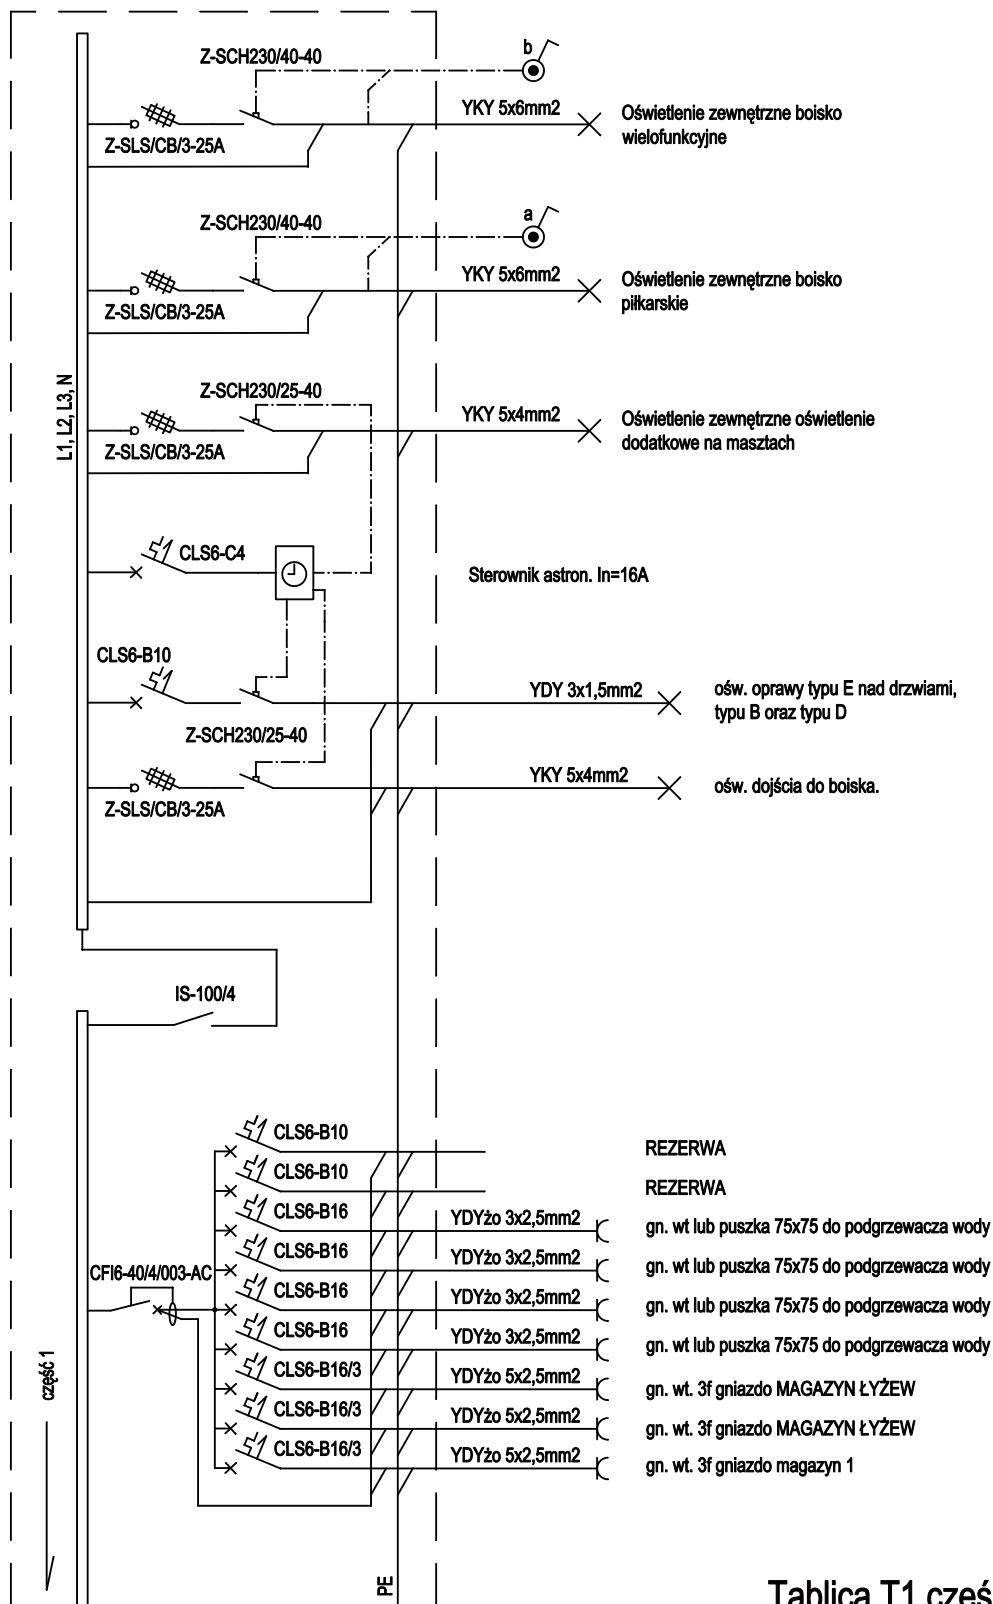 b
Z-SCH230/40-40
YKY 5x6mm2
Oświetlenie zewnętrzne boisko
wielofunkcyjne
Z-SLS/CB/3-25A
a
Z-SCH230/40-40
YKY 5x6mm2
Oświetlenie zewnętrzne boisko
piłkarskie
Z-SLS/CB/3-25A
L1, L2, L3, N
Z-SCH230/25-40
YKY 5x4mm2
Oświetlenie zewnętrzne oświetlenie
dodatkowe na masztach
Z-SLS/CB/3-25A
CLS6-C4
Sterownik astron. In=16A
CLS6-B10
YDY 3x1,5mm2
ośw. oprawy typu E nad drzwiami,
typu B oraz typu D
Z-SCH230/25-40
YKY 5x4mm2
ośw. dojścia do boiska.
Z-SLS/CB/3-25A
IS-100/4
CLS6-B10
REZERWA
CLS6-B10
REZERWA
CLS6-B16
YDYżo 3x2,5mm2
gn. wt lub puszka 75x75 do podgrzewacza wody
CLS6-B16
YDYżo 3x2,5mm2
gn. wt lub puszka 75x75 do podgrzewacza wody
CFI6-40/4/003-AC
CLS6-B16
YDYżo 3x2,5mm2
gn. wt lub puszka 75x75 do podgrzewacza wody
CLS6-B16
YDYżo 3x2,5mm2
gn. wt lub puszka 75x75 do podgrzewacza wody
część 1
CLS6-B16/3
YDYżo 5x2,5mm2
gn. wt. 3f gniazdo MAGAZYN ŁYŻEW
CLS6-B16/3
YDYżo 5x2,5mm2
gn. wt. 3f gniazdo MAGAZYN ŁYŻEW
CLS6-B16/3
YDYżo 5x2,5mm2
gn. wt. 3f gniazdo magazyn 1
PE
Tablica T1 częś